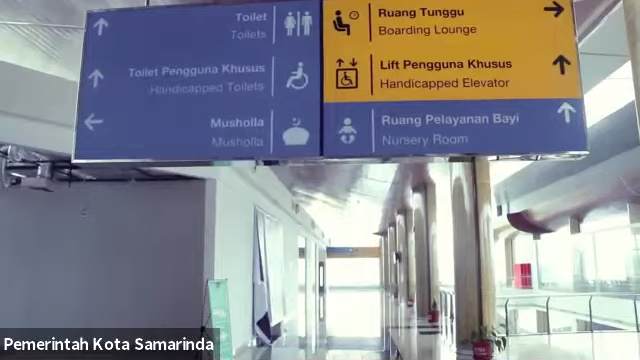 Toilet
Toilets
Toilet Pengguna Khusus
Handicapped Toilets
Musholla
Musholla
Ruang Tunggu
Boarding Lounge
Lift Pengguna Khusus
Handicapped Elevator
Ruang Pelayanan Bayi
Nursery Room
Pemerintah Kota Samarinda